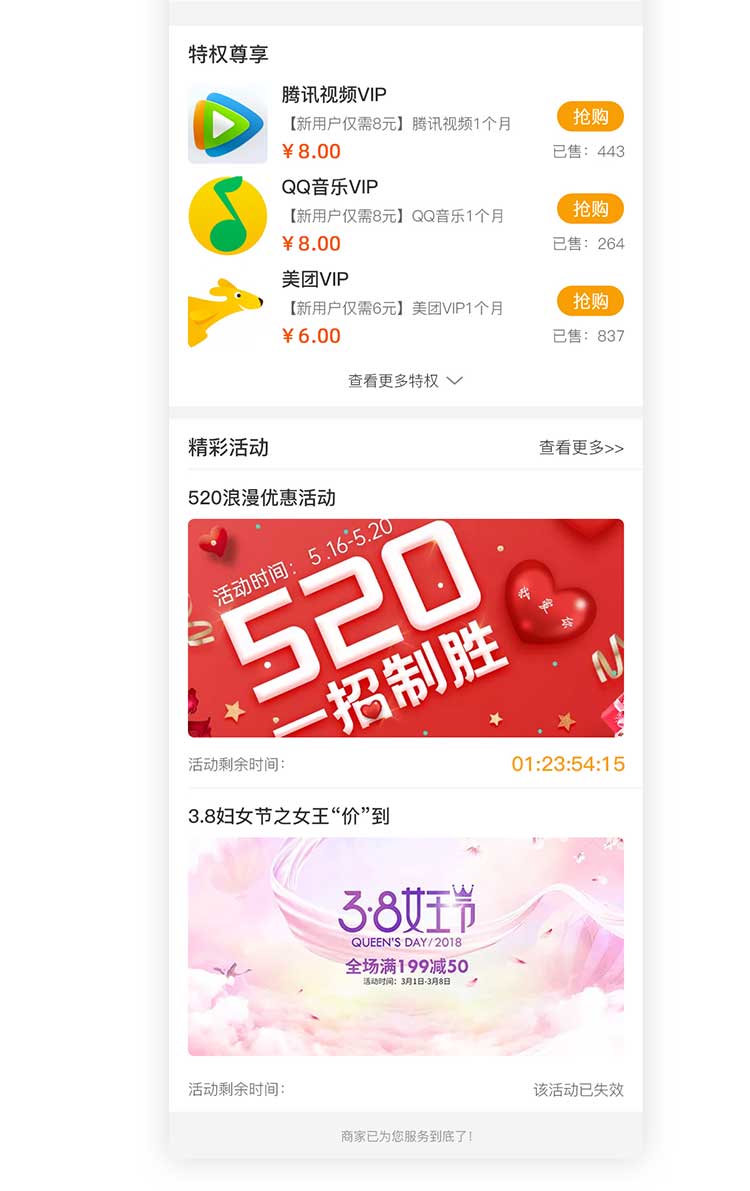 特权尊享
腾讯视频VIP
【新用户仅需8元】腾讯视频1个月
抢购
¥8.00
已售：443
QQ音乐VIP
【新用户仅需8元】QQ音乐1个月
抢购
¥8.00
已售：264
美团VIP
【新用户仅需6元】美团VIP1个月
抢购
¥6.00
已售：837
查看更多特权
精彩活动
查看更多>>
520浪漫优惠活动
活动时间：5.16-5.20
520
一招制胜
我爱你
活动剩余时间：
01:23:54:15
3.8妇女节之女王“价”到
3·8女王节
QUEEN'S DAY/2018
全场满199减50
活动时间：3月1日-3月8日
活动剩余时间：
该活动已失效
商家已为您服务到底了！